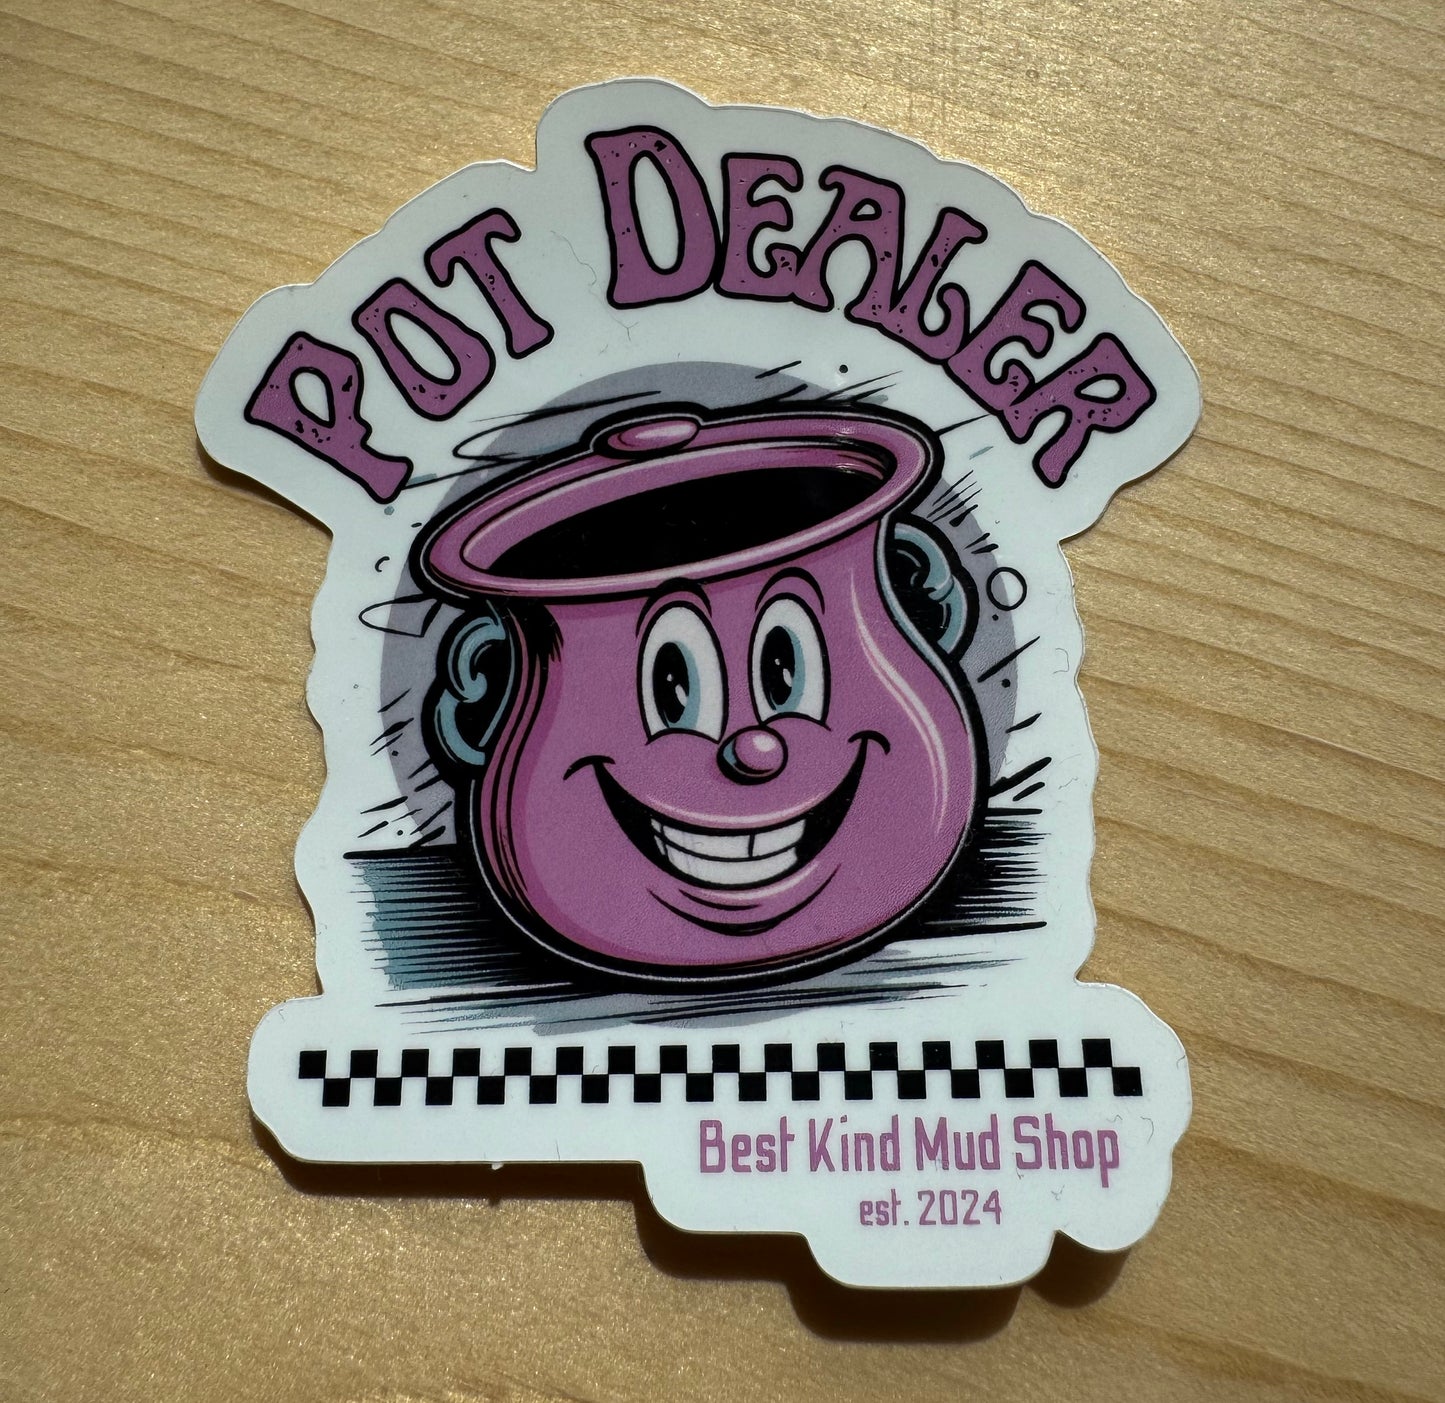 POT DEALER
Best Kind Mud Shop
est. 2024